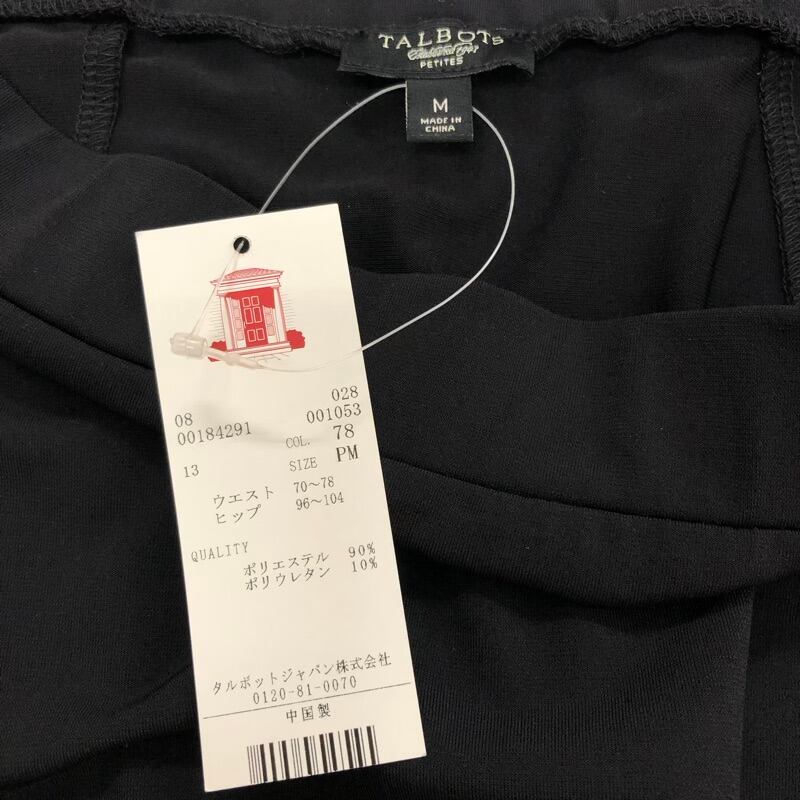 TALBOTS
PETITES
M
MADE IN
CHINA
08 028
00184291 001053
COL. 78
13 SIZE PM
ウエスト 70～78
ヒップ 96～104
QUALITY
ポリエステル 90%
ポリウレタン 10%
タルボットジャパン株式会社
0120-81-0070
中国製